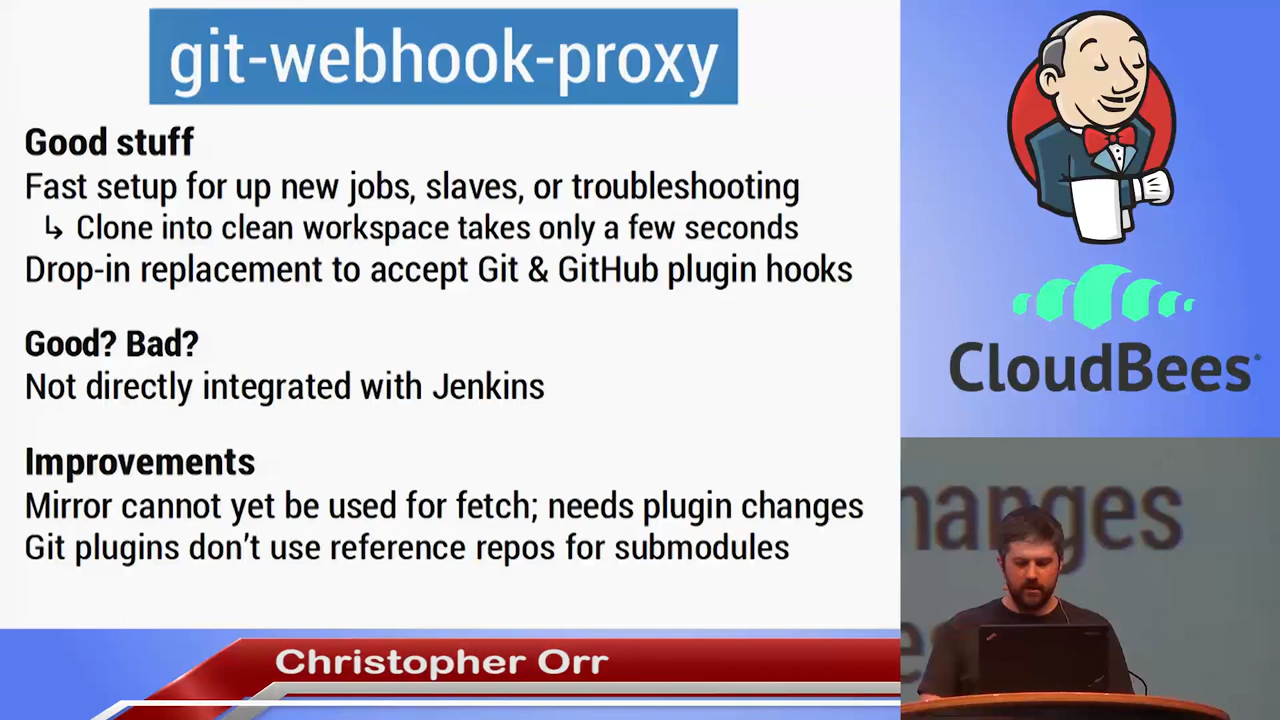 git-webhook-proxy
Good stuff
Fast setup for up new jobs, slaves, or troubleshooting
↳ Clone into clean workspace takes only a few seconds
Drop-in replacement to accept Git & GitHub plugin hooks
Good? Bad?
Not directly integrated with Jenkins
Improvements
Mirror cannot yet be used for fetch; needs plugin changes
Git plugins don’t use reference repos for submodules
CloudBees
hanges
es
Christopher Orr